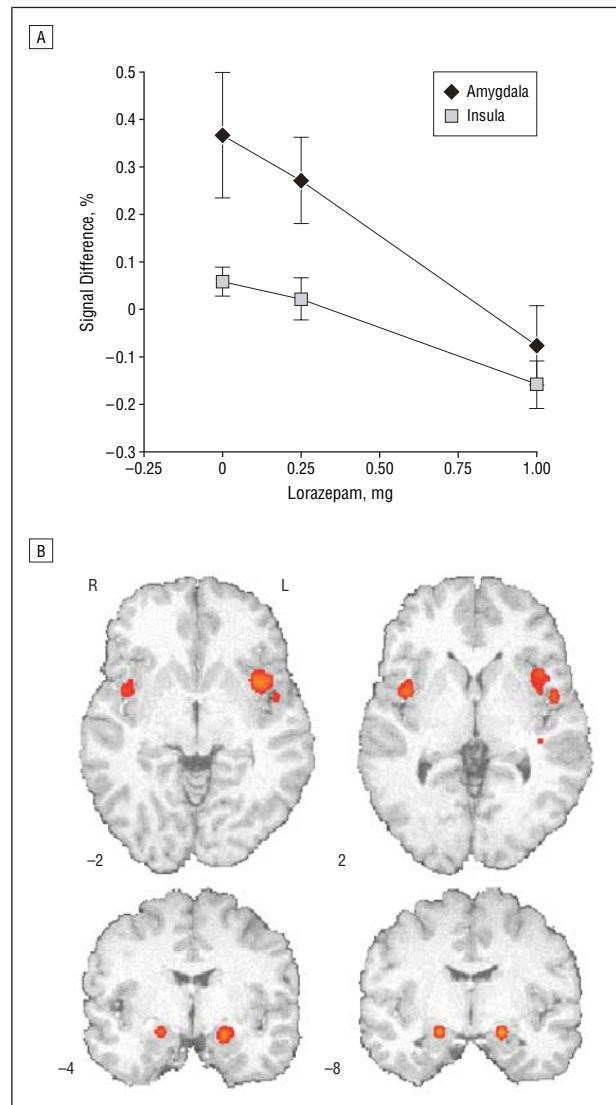 A
0.5
0.4
0.3
0.2
0.1
0
−0.1
−0.2
−0.3
Signal Difference, %
Amygdala
Insula
−0.25 0 0.25 0.50 0.75 1.00
Lorazepam, mg
B
R L
−2 2
−4 −8